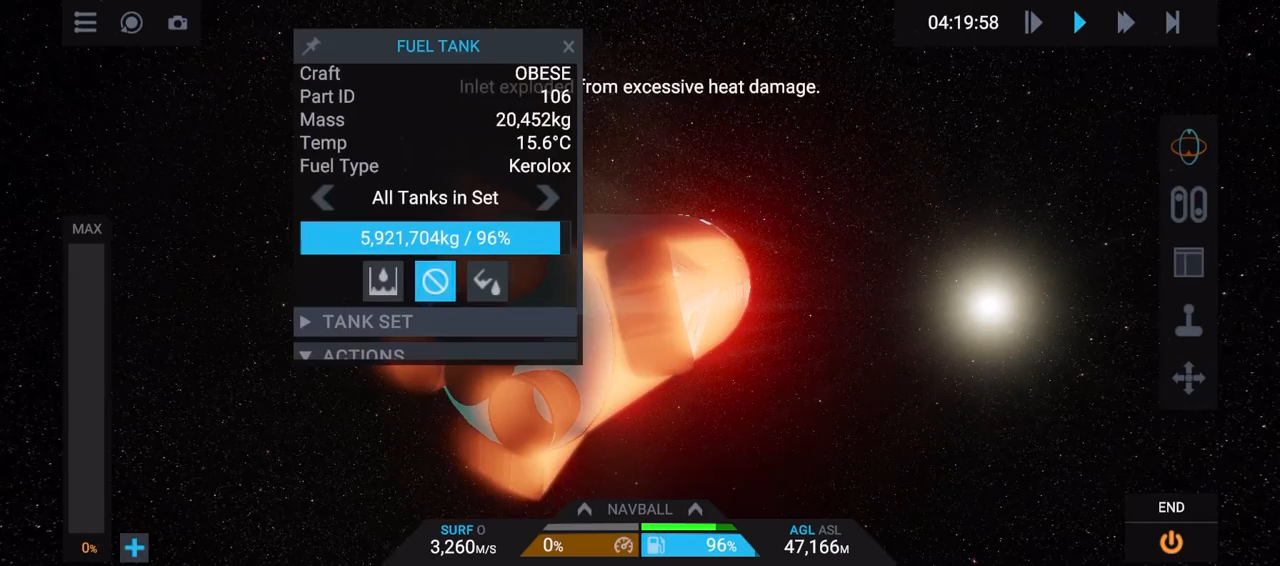 04:19:58
FUEL TANK
Craft OBESE
Part ID 106
Mass 20,452kg
Temp 15.6°C
Fuel Type Kerolox
All Tanks in Set
5,921,704kg / 96%
TANK SET
ACTIONS
Inlet exploded from excessive heat damage.
MAX
0%
NAVBALL
SURF O
3,260M/S
0%
96%
AGL ASL
47,166M
END